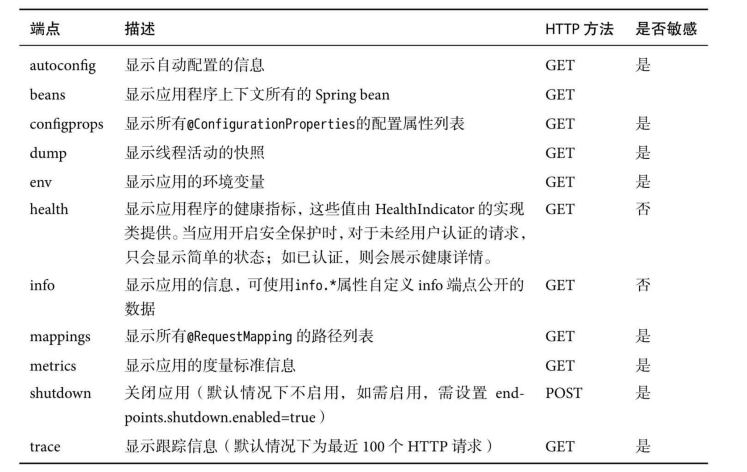 端点 描述 HTTP 方法 是否敏感
autoconfig 显示自动配置的信息 GET 是
beans 显示应用程序上下文所有的 Spring bean GET
configprops 显示所有@ConfigurationProperties的配置属性列表 GET 是
dump 显示线程活动的快照 GET 是
env 显示应用的环境变量 GET 是
health 显示应用程序的健康指标，这些值由 HealthIndicator 的实现 GET 否
类提供。当应用开启安全保护时，对于未经用户认证的请求，
只会显示简单的状态；如已认证，则会展示健康详情。
info 显示应用的信息，可使用info.*属性自定义 info 端点公开的 GET 否
数据
mappings 显示所有@RequestMapping 的路径列表 GET 是
metrics 显示应用的度量标准信息 GET 是
shutdown 关闭应用（默认情况下不启用，如需启用，需设置 end- POST 是
points.shutdown.enabled=true）
trace 显示跟踪信息（默认情况下为最近 100 个 HTTP 请求） GET 是